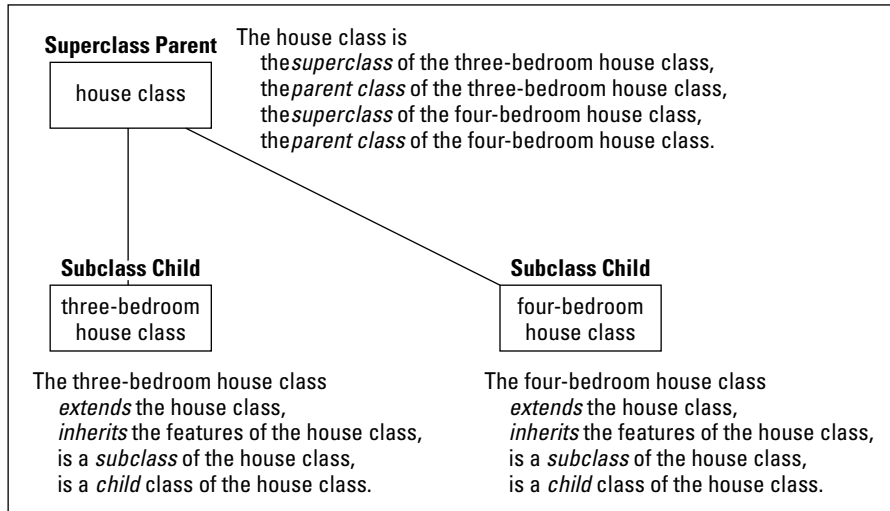 Superclass Parent
house class
The house class is
the superclass of the three-bedroom house class,
the parent class of the three-bedroom house class,
the superclass of the four-bedroom house class,
the parent class of the four-bedroom house class.
Subclass Child
three-bedroom
house class
Subclass Child
four-bedroom
house class
The three-bedroom house class
extends the house class,
inherits the features of the house class,
is a subclass of the house class,
is a child class of the house class.
The four-bedroom house class
extends the house class,
inherits the features of the house class,
is a subclass of the house class,
is a child class of the house class.